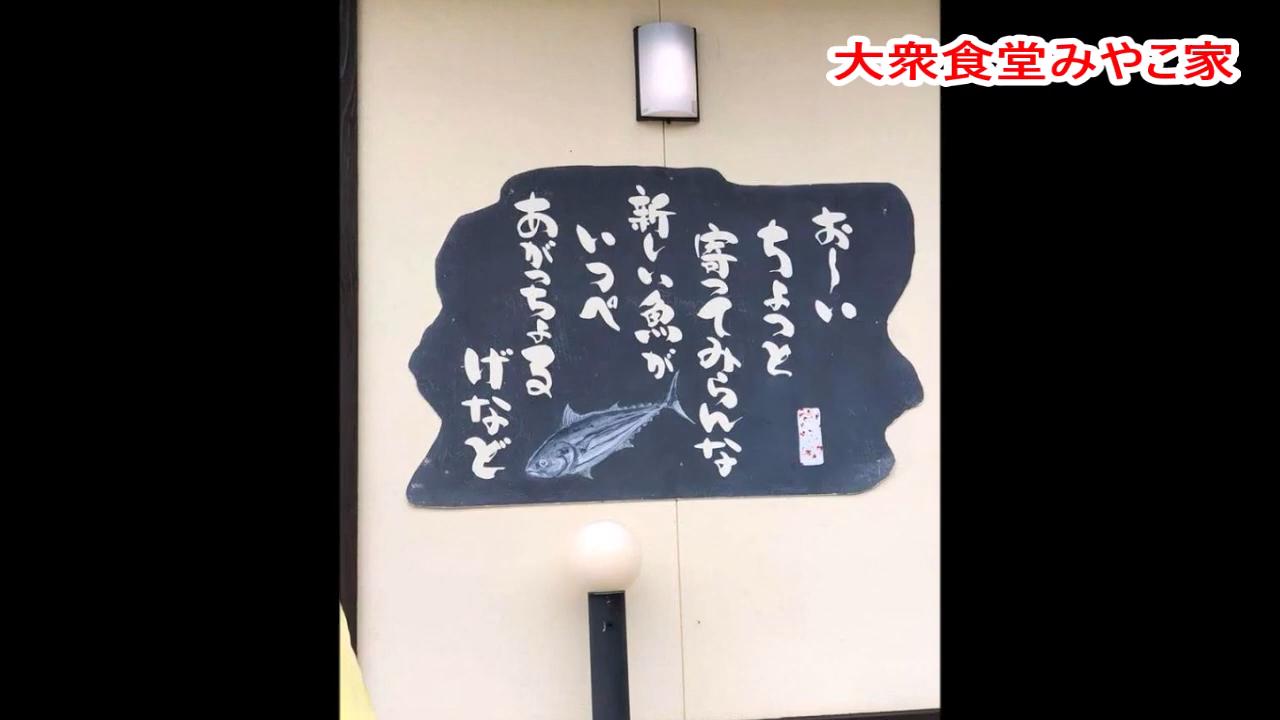 大衆食堂みやこ家
お〜い
ちょっと
寄ってみらんな
新しい魚が
いっぺ
あがっちょる
げなど